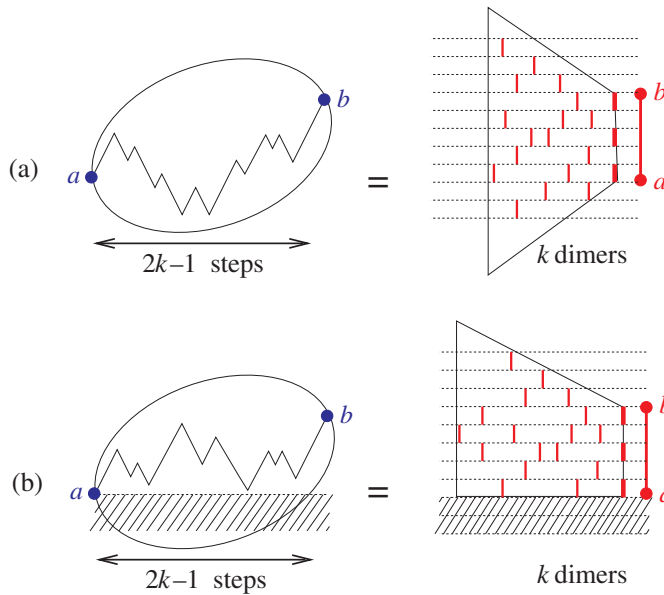 b
b
(a)
a
=
a
2k–1 steps
k dimers
b
b
(b)
a
=
a
2k–1 steps
k dimers